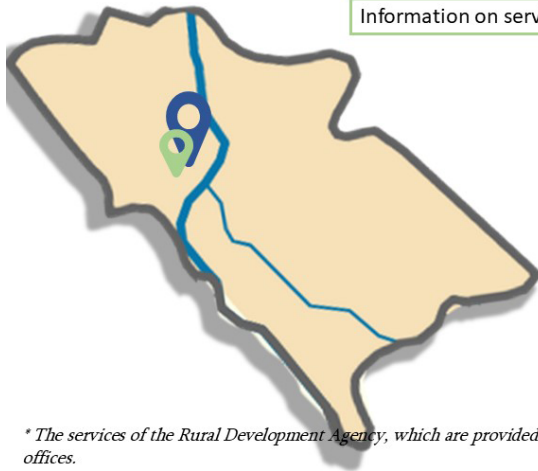 Information on serv
* The services of the Rural Development Agency, which are provided
offices.